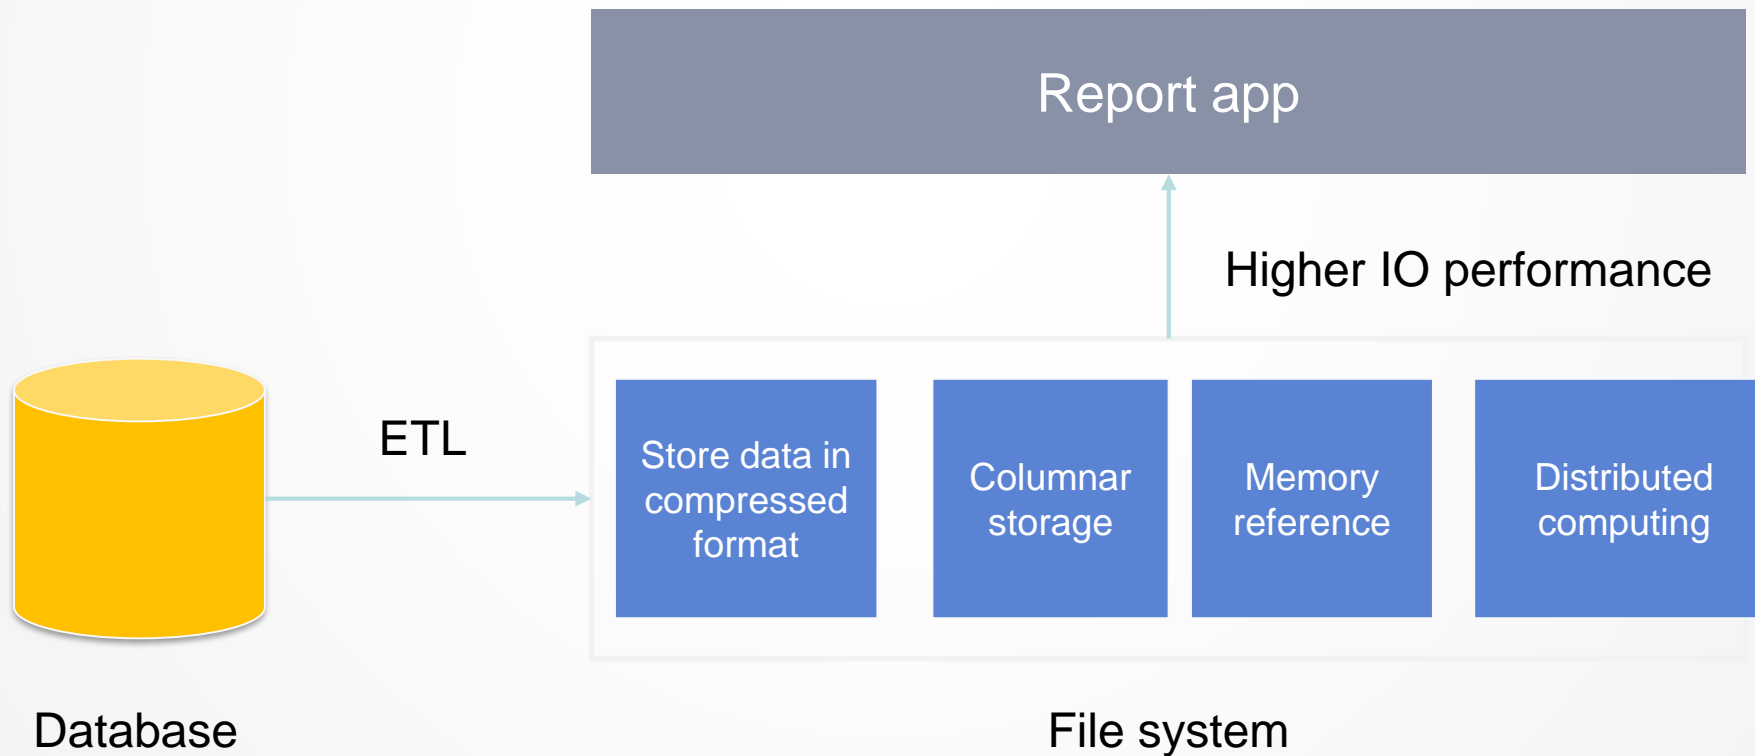 Report app
Higher IO performance
ETL
Store data in
compressed
format
Columnar
storage
Memory
reference
Distributed
computing
Database
File system